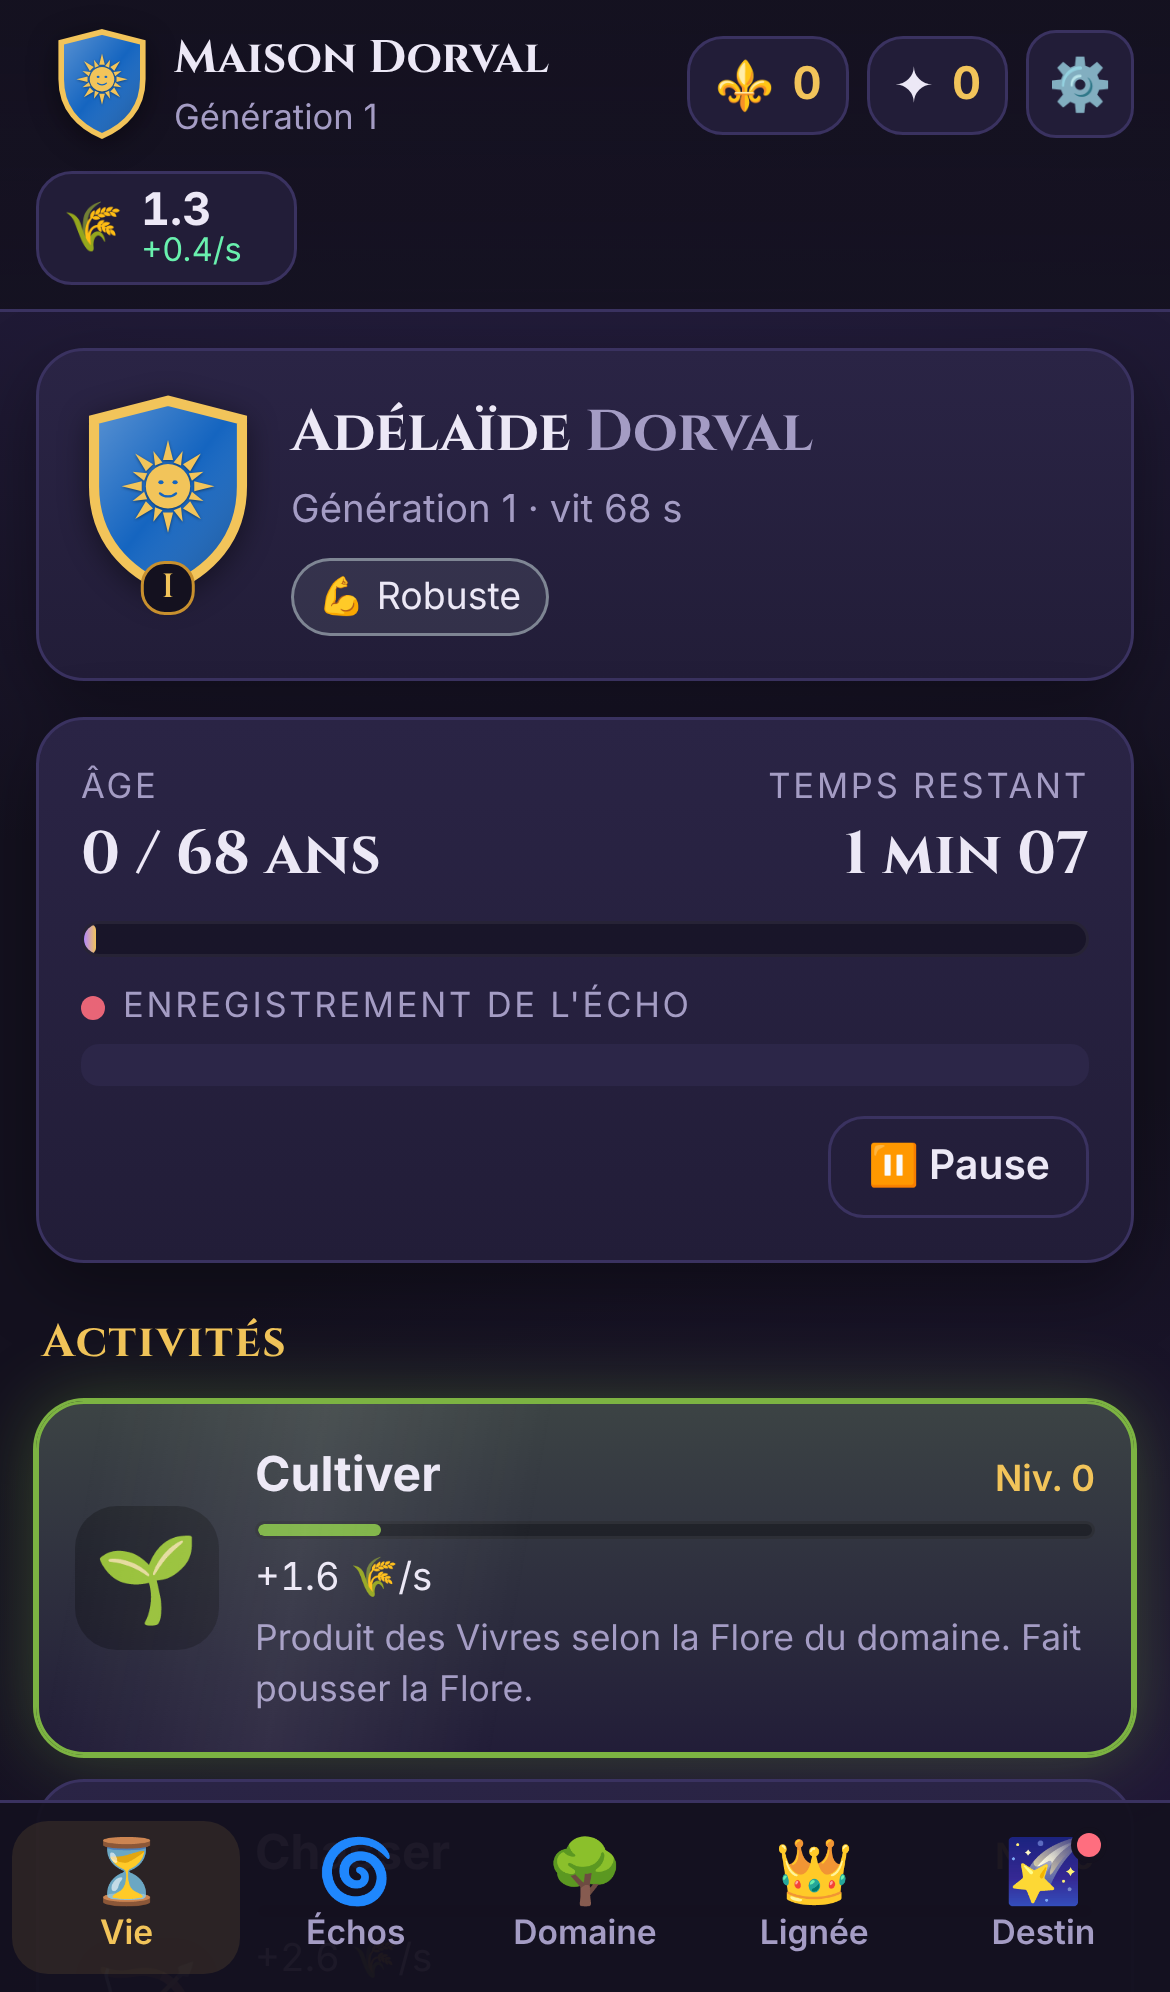 Maison Dorval
Génération 1
0
0
1.3
+0.4/s
Adélaïde Dorval
Génération 1 · vit 68 s
I
Robuste
ÂGE
TEMPS RESTANT
0 / 68 ans
1 min 07
ENREGISTREMENT DE L'ÉCHO
Pause
Activités
Cultiver
Niv. 0
+1.6 /s
Produit des Vivres selon la Flore du domaine. Fait
pousser la Flore.
+2.6 /s
Vie
Échos
Domaine
Lignée
Destin